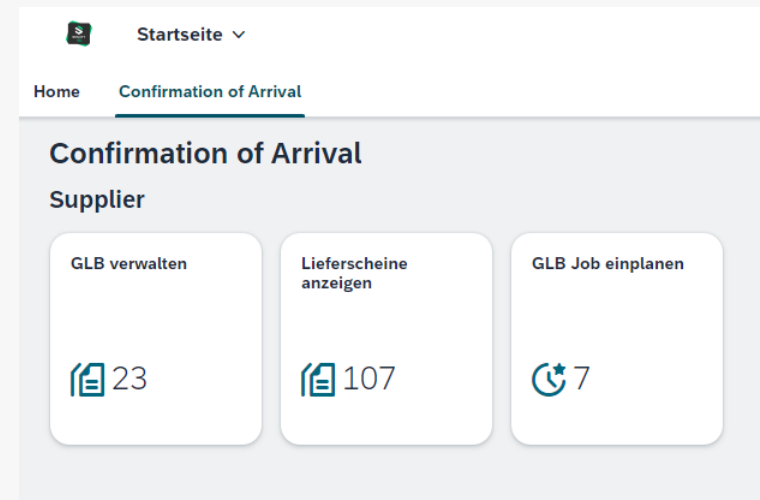 Startseite
Home
Confirmation of Arrival
Confirmation of Arrival
Supplier
GLB verwalten
23
Lieferscheine
anzeigen
107
GLB Job einplanen
7